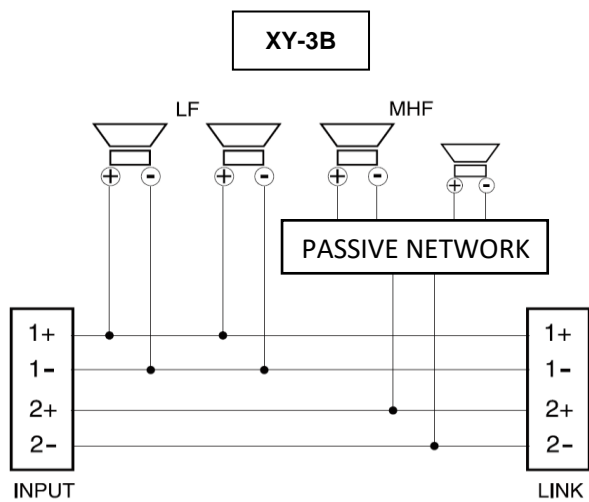 XY-3B
LF
MHF
+ - + - + - + -
PASSIVE NETWORK
1+ 1+
1- 1-
2+ 2+
2- 2-
INPUT LINK